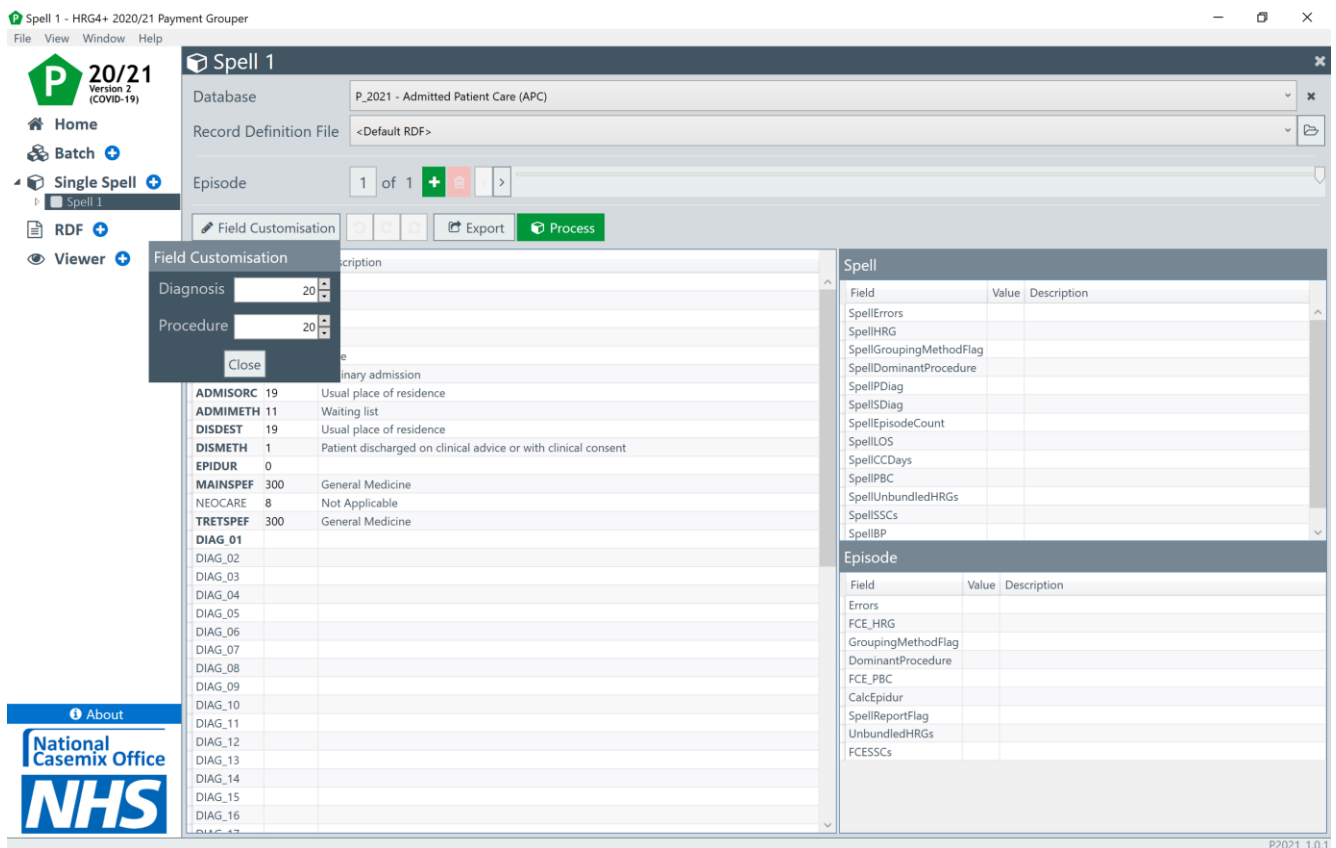 Spell 1 - HRG4+ 2020/21 Payment Grouper
File View Window Help
P
20/21
Version 2
(COVID-19)
Home
Batch
Single Spell
Spell 1
RDF
Viewer
Spell 1
Database P_2021 - Admitted Patient Care (APC)
Record Definition File <Default RDF>
Episode 1 of 1
Field Customisation Export Process
Field Customisation
Diagnosis 20
Procedure 20
Close
ADMISORC 19 Usual place of residence
ADMIMETH 11 Waiting list
DISDEST 19 Usual place of residence
DISMETH 1 Patient discharged on clinical advice or with clinical consent
EPIDUR 0
MAINSPEF 300 General Medicine
NEOCARE 8 Not Applicable
TRETSPEF 300 General Medicine
DIAG_01
DIAG_02
DIAG_03
DIAG_04
DIAG_05
DIAG_06
DIAG_07
DIAG_08
DIAG_09
DIAG_10
DIAG_11
DIAG_12
DIAG_13
DIAG_14
DIAG_15
DIAG_16
DIAG_17
Spell
Field Value Description
SpellErrors
SpellHRG
SpellGroupingMethodFlag
SpellDominantProcedure
SpellPDiag
SpellSDiag
SpellEpisodeCount
SpellLOS
SpellCCDays
SpellPBC
SpellUnbundledHRGs
SpellSSCs
SpellBP
Episode
Field Value Description
Errors
FCE_HRG
GroupingMethodFlag
DominantProcedure
FCE_PBC
CalcEpidur
SpellReportFlag
UnbundledHRGs
FCESSCs
About
National
Casemix Office
NHS
P2021 1.0.1